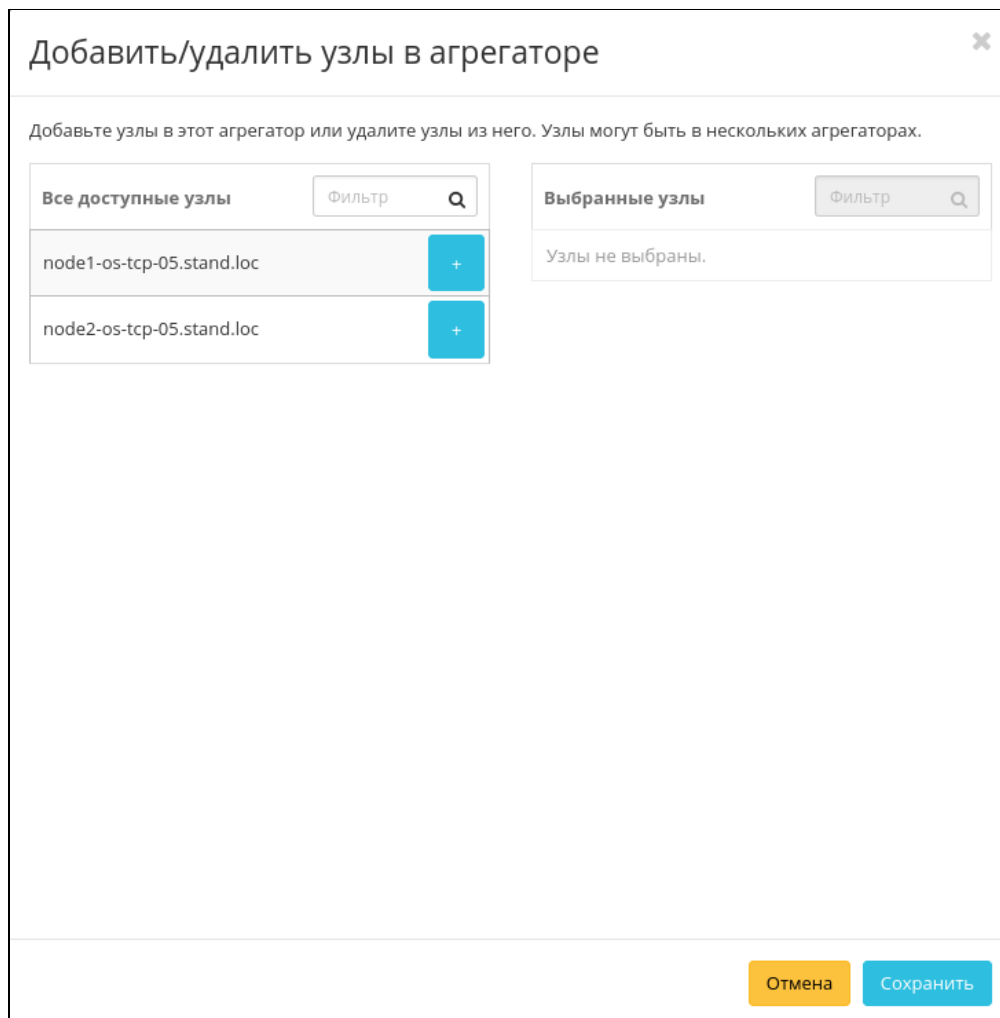 Добавить/удалить узлы в агрегаторе
Добавьте узлы в этот агрегатор или удалите узлы из него. Узлы могут быть в нескольких агрегаторах.
Все доступные узлы
Фильтр
node1-os-tcp-05.stand.loc
+
node2-os-tcp-05.stand.loc
+
Выбранные узлы
Фильтр
Узлы не выбраны.
Отмена
Сохранить